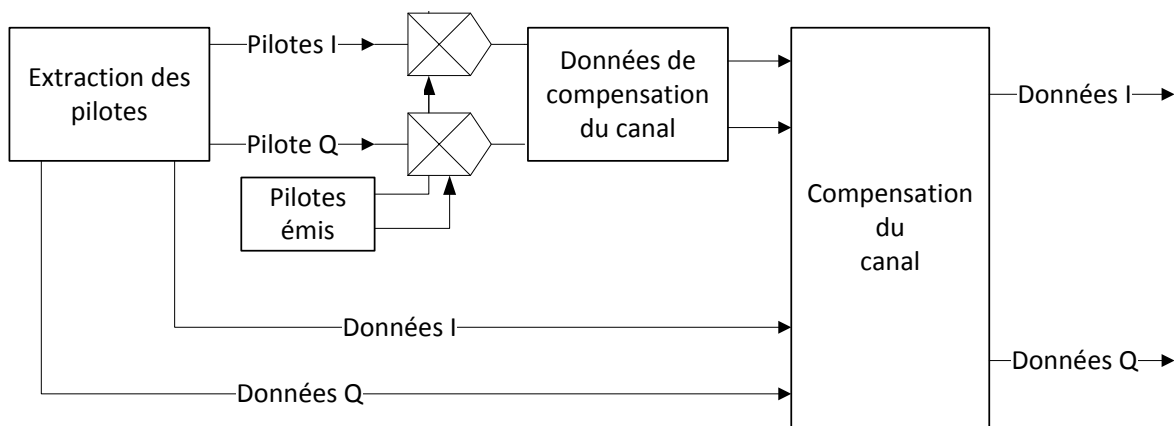 Extraction des
pilotes
Pilotes I
Pilote Q
Pilotes
émis
Données de
compensation
du canal
Compensation
du
canal
Données I
Données Q
Données I
Données Q